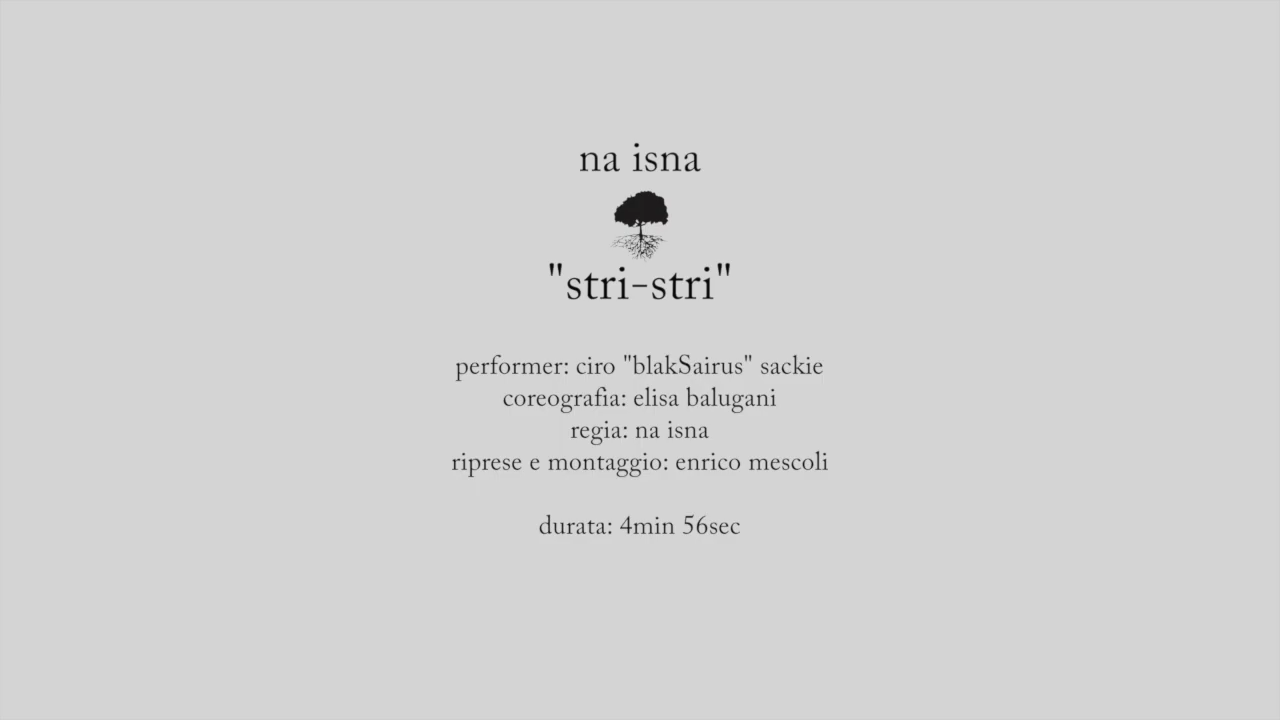 na isna
"stri-stri"
performer: ciro "blakSairus" sackie
coreografia: elisa balugani
regia: na isna
riprese e montaggio: enrico mescoli
durata: 4min 56sec